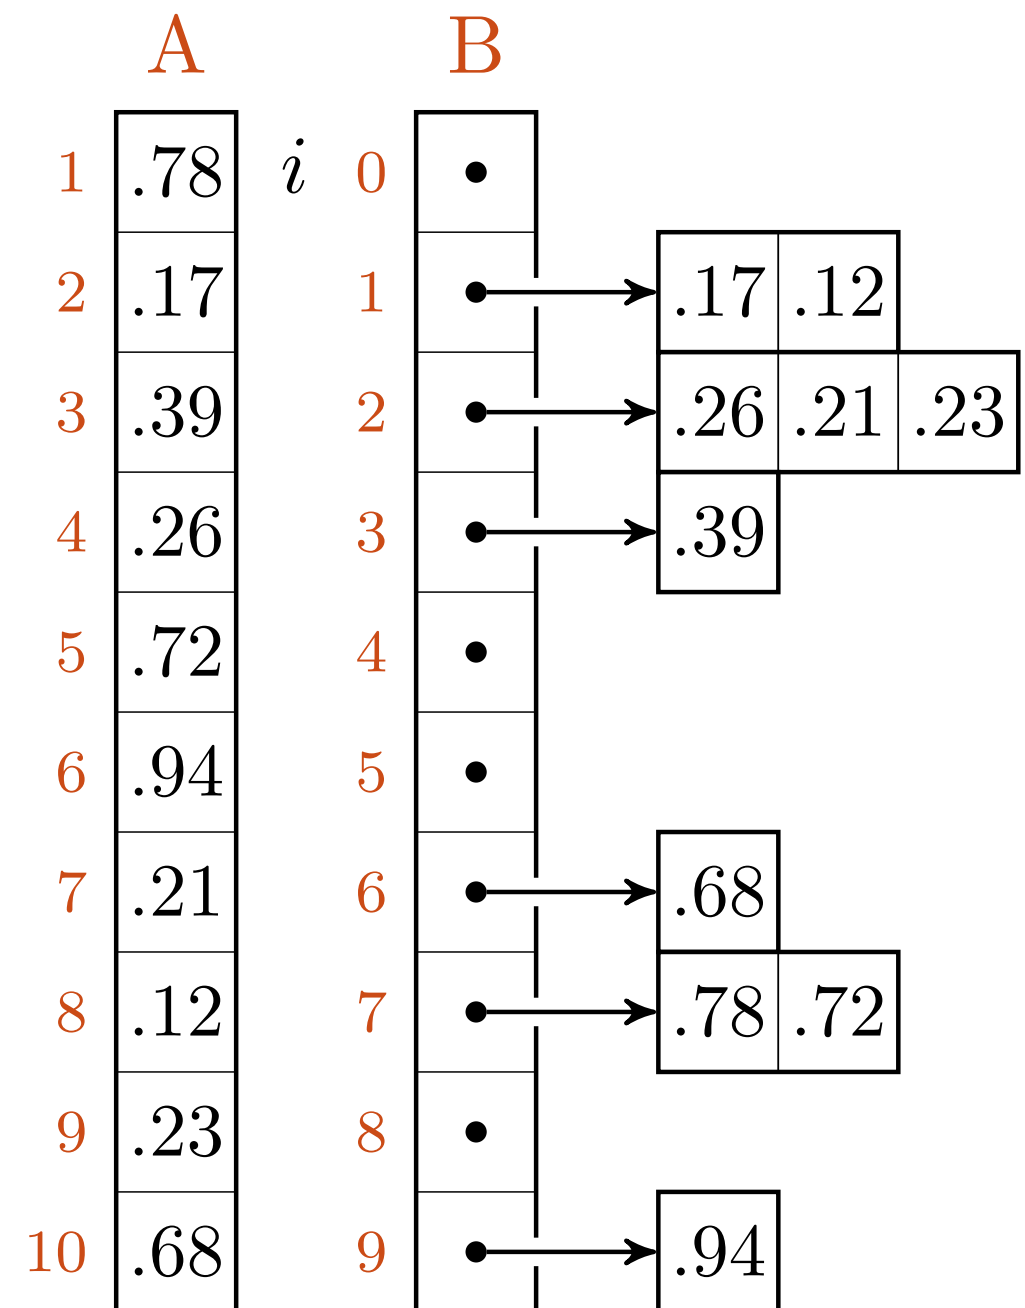 A B
1 .78 i 0
2 .17 1 .17 .12
3 .39 2 .26 .21 .23
4 .26 3 .39
5 .72 4
6 .94 5
7 .21 6 .68
8 .12 7 .78 .72
9 .23 8
10 .68 9 .94